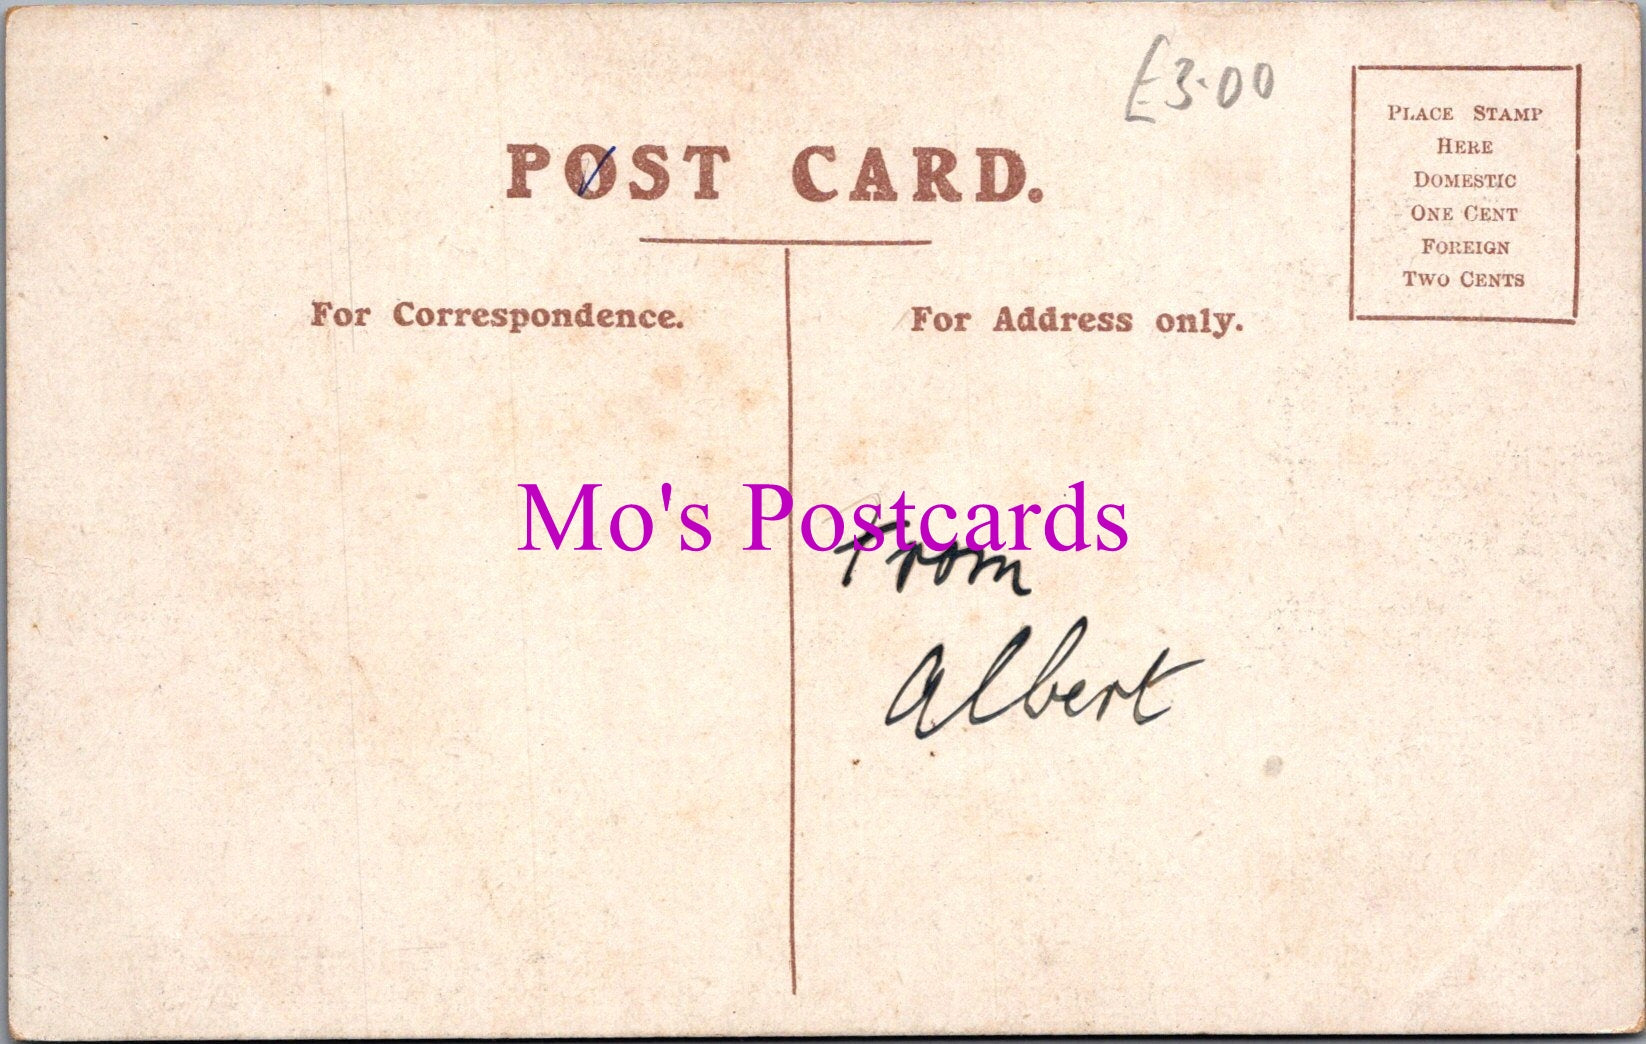 £3.00
PLACE STAMP
HERE
DOMESTIC
ONE CENT
FOREIGN
TWO CENTS
POST CARD.
For Correspondence.
For Address only.
Mo's Postcards
From
Albert